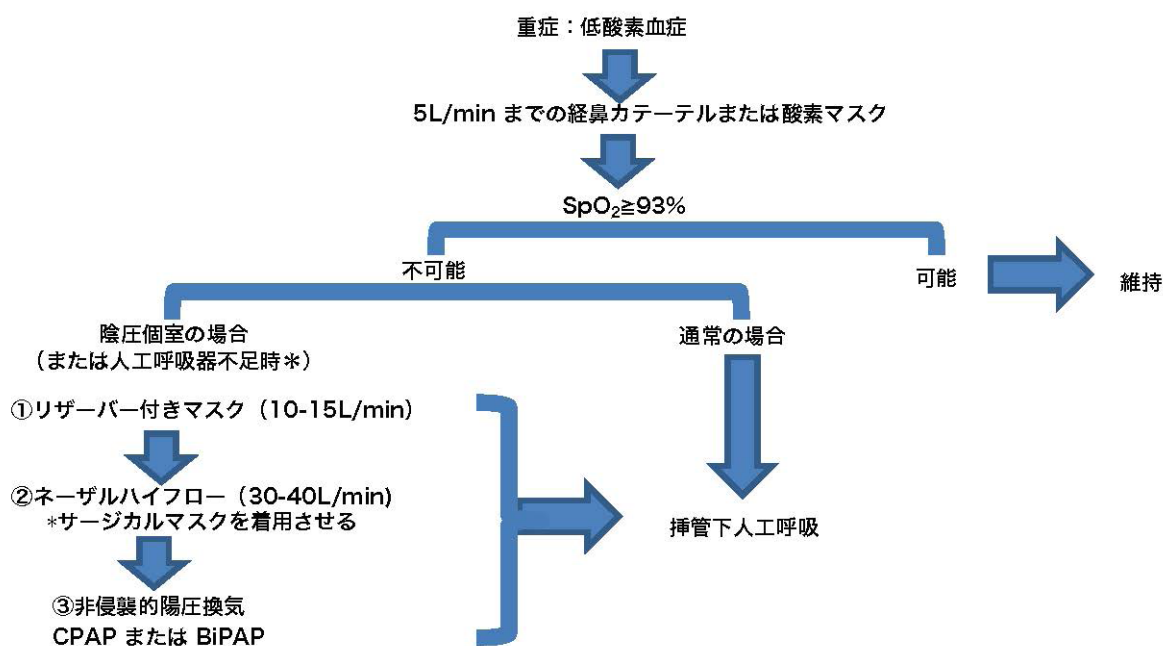 重症：低酸素血症
5L/min までの経鼻カテーテルまたは酸素マスク
SpO₂≧93%
不可能
可能
維持
陰圧個室の場合
（または人工呼吸器不足時＊）
通常の場合
①リザーバー付きマスク（10-15L/min）
②ネーザルハイフロー（30-40L/min)
*サージカルマスクを着用させる
挿管下人工呼吸
③非侵襲的陽圧換気
CPAP または BiPAP